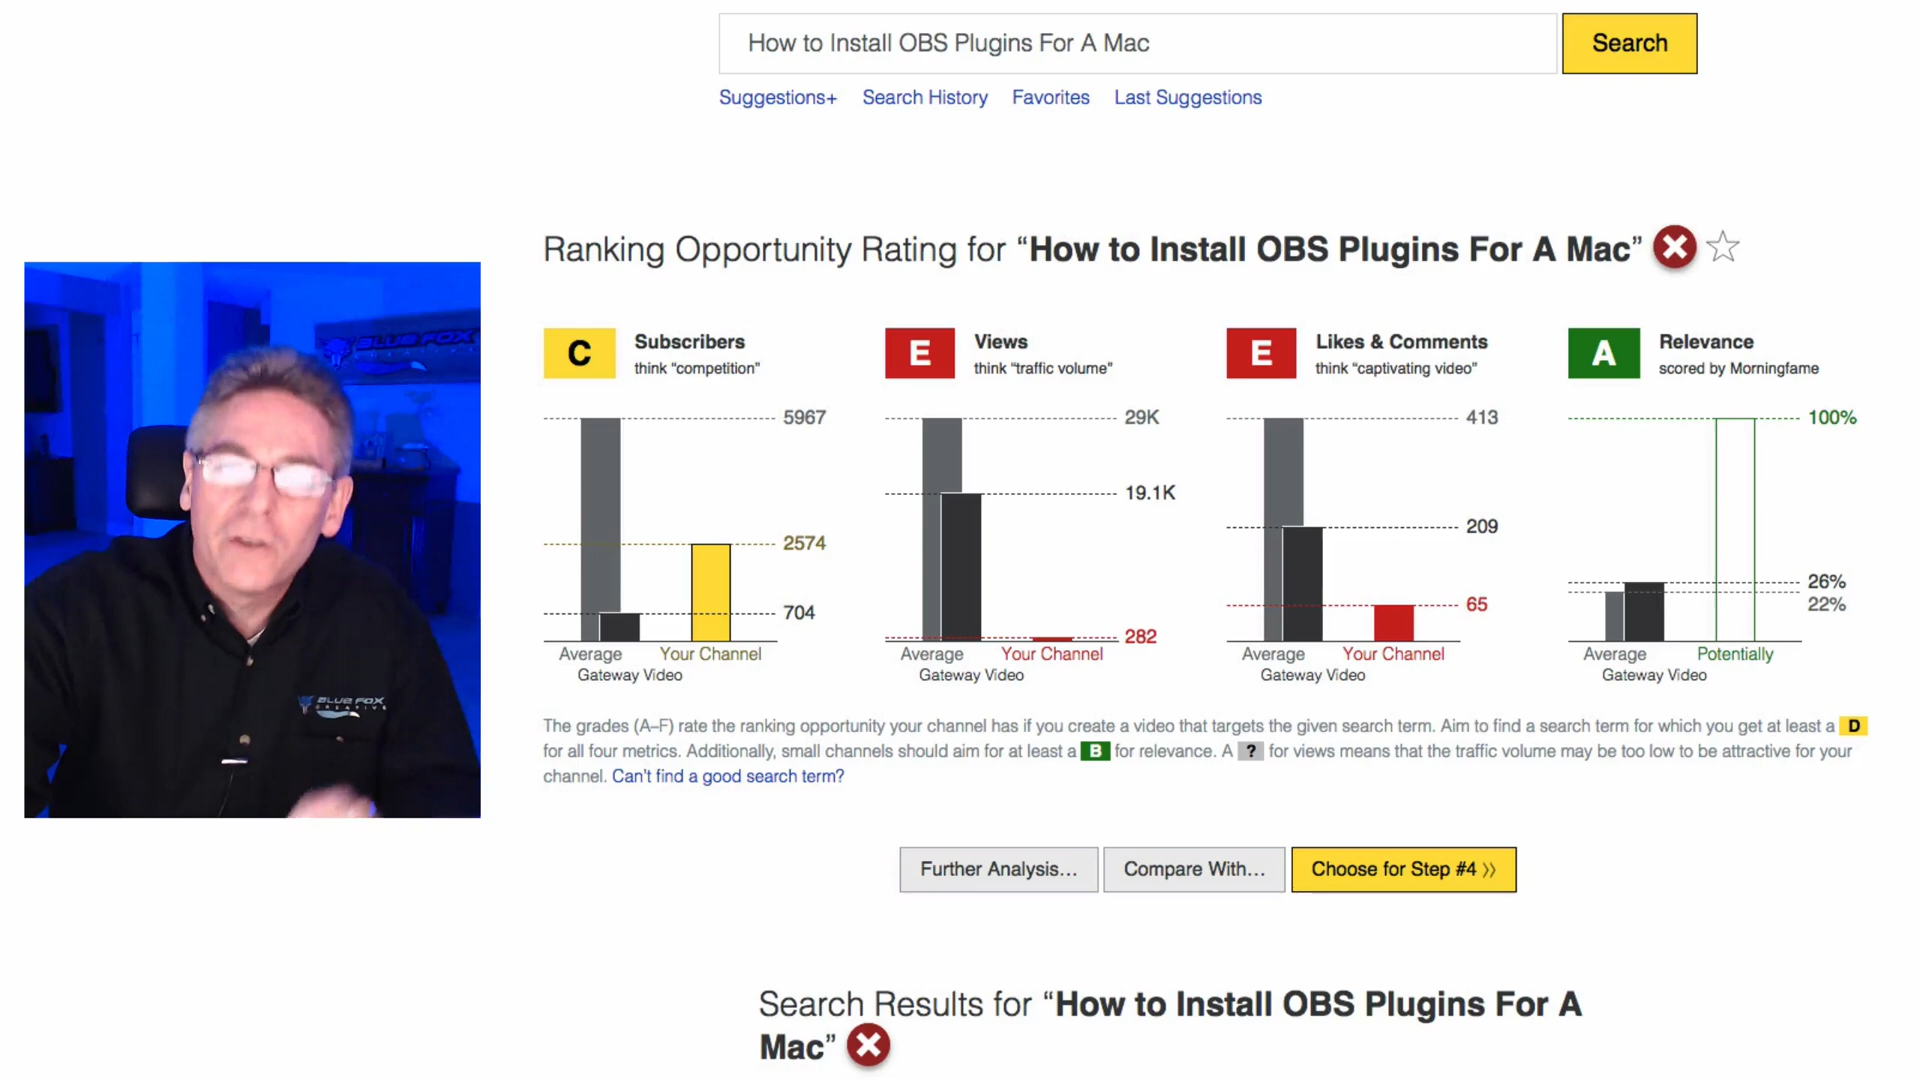 How to Install OBS Plugins For A Mac
Search
Suggestions+ Search History Favorites Last Suggestions
Ranking Opportunity Rating for “How to Install OBS Plugins For A Mac”
C Subscribers
think “competition”
5967
2574
704
Average Your Channel
Gateway Video
E Views
think “traffic volume”
29K
19.1K
282
Average Your Channel
Gateway Video
E Likes & Comments
think “captivating video”
413
209
65
Average Your Channel
Gateway Video
A Relevance
scored by Morningfame
100%
26%
22%
Average Potentially
Gateway Video
BLUE FOX
BLUE FOX
CREATIVE
The grades (A–F) rate the ranking opportunity your channel has if you create a video that targets the given search term. Aim to find a search term for which you get at least a D
for all four metrics. Additionally, small channels should aim for at least a B for relevance. A ? for views means that the traffic volume may be too low to be attractive for your
channel. Can't find a good search term?
Further Analysis... Compare With... Choose for Step #4 »
Search Results for “How to Install OBS Plugins For A
Mac”